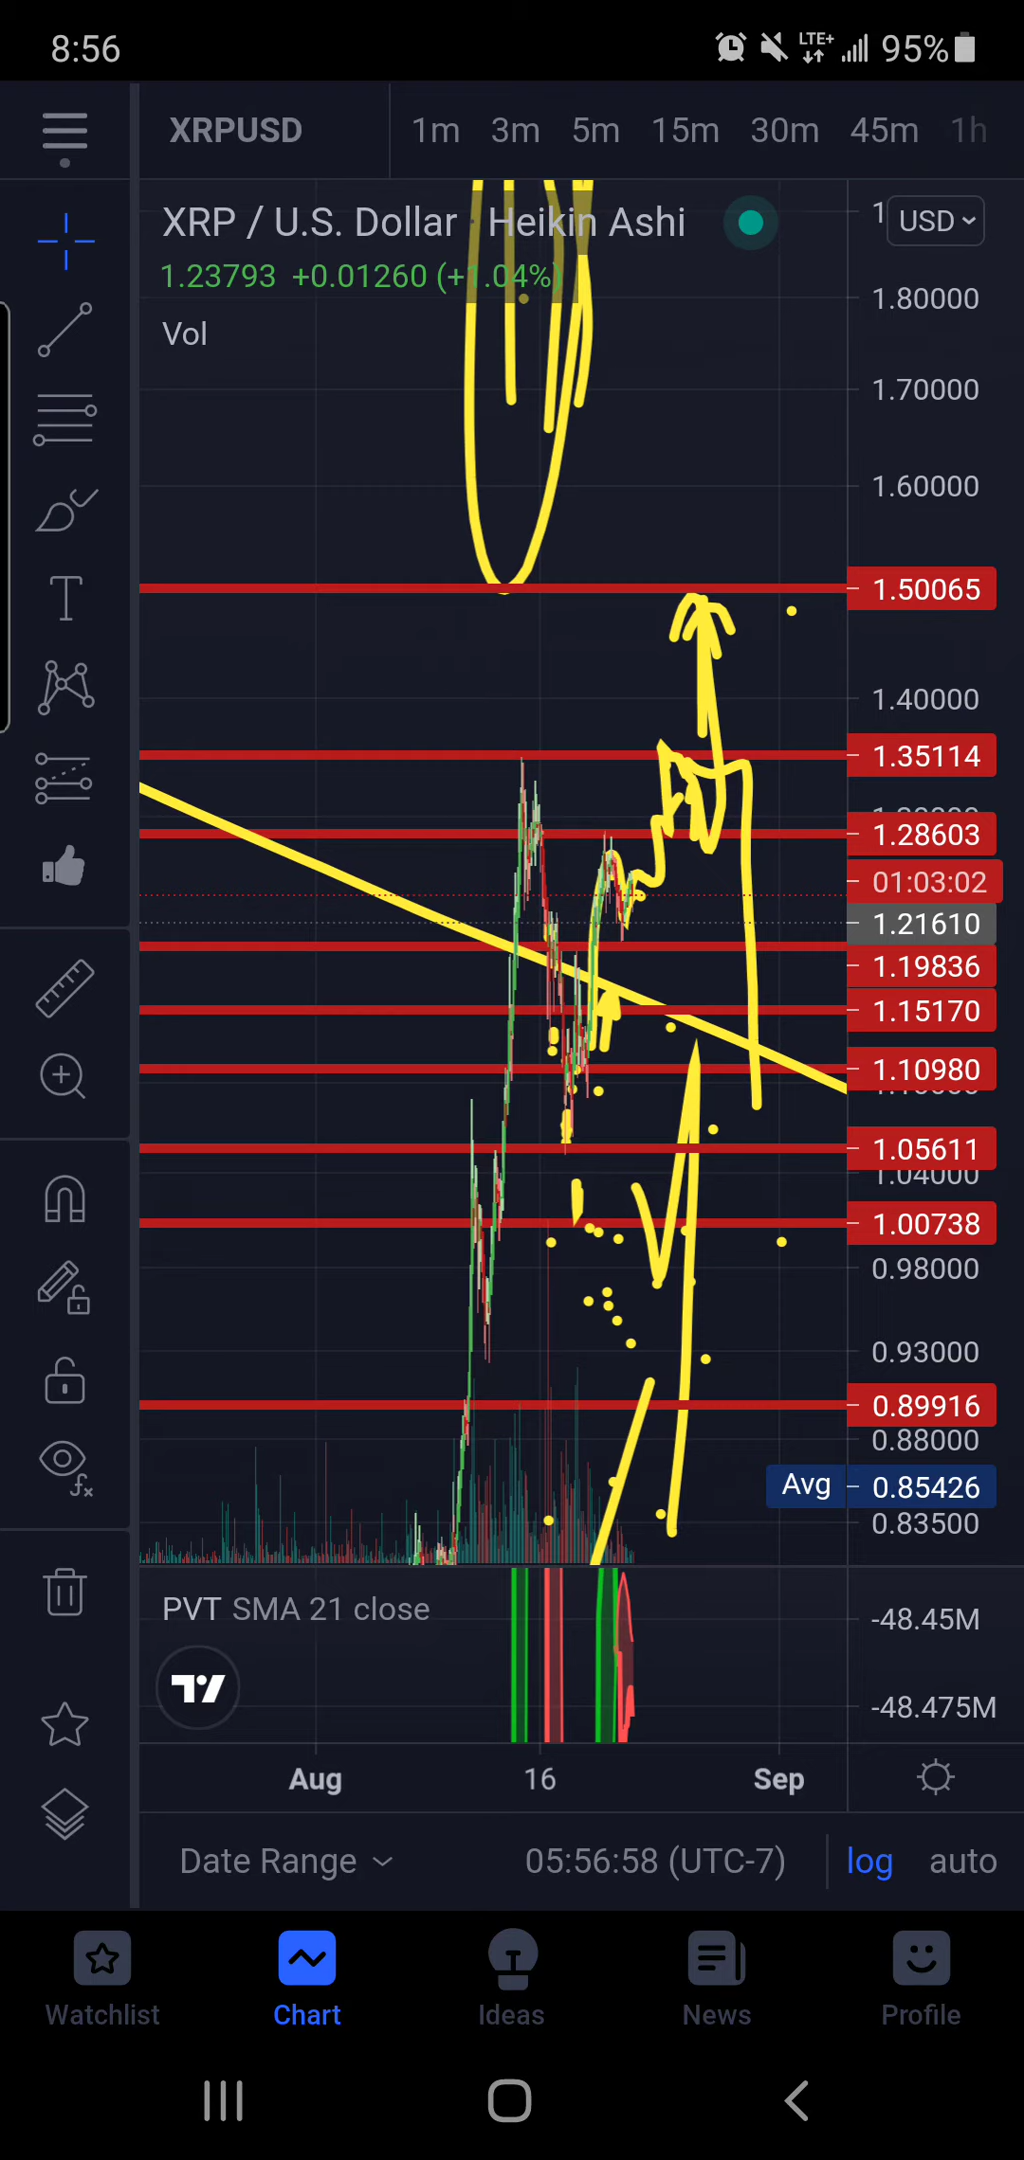 8:56 LTE+ 95%
XRPUSD 1m 3m 5m 15m 30m 45m 1h
XRP / U.S. Dollar Heikin Ashi
1 USD
1.23793 +0.01260 (+1.04%)
Vol
1.80000
1.70000
1.60000
1.50065
1.40000
1.35114
1.28603
01:03:02
1.21610
1.19836
1.15170
1.10980
1.05611
1.04000
1.00738
0.98000
0.93000
0.89916
0.88000
Avg 0.85426
0.83500
PVT SMA 21 close
-48.45M
-48.475M
Aug 16 Sep
Date Range 05:56:58 (UTC-7) log auto
Watchlist Chart Ideas News Profile